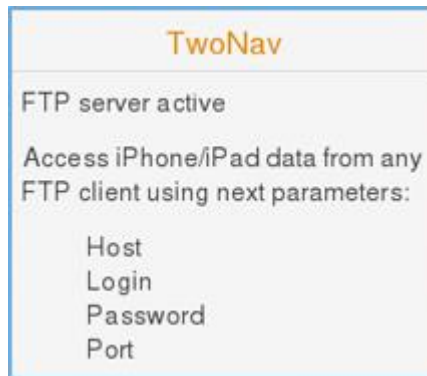 TwoNav
FTP server active
Access iPhone/iPad data from any
FTP client using next parameters:
Host
Login
Password
Port